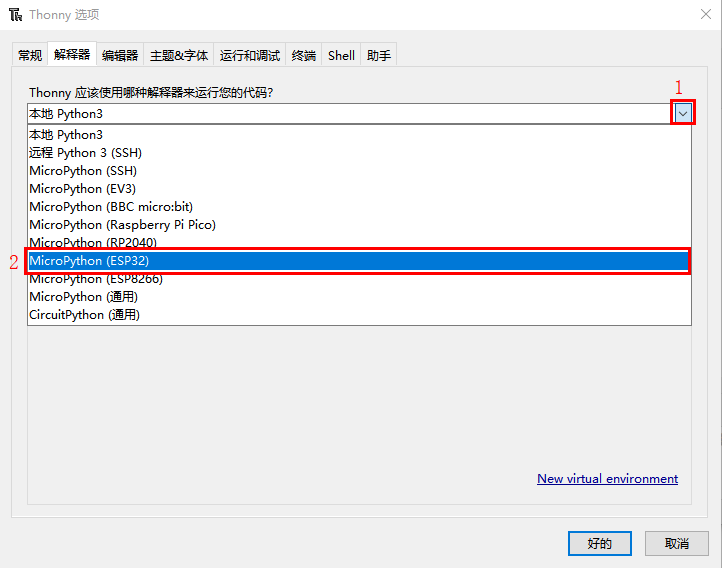 Thonny 选项
常规 解释器 编辑器 主题&字体 运行和调试 终端 Shell 助手
Thonny 应该使用哪种解释器来运行您的代码?
1
本地 Python3
本地 Python3
远程 Python 3 (SSH)
MicroPython (SSH)
MicroPython (EV3)
MicroPython (BBC micro:bit)
MicroPython (Raspberry Pi Pico)
MicroPython (RP2040)
2 MicroPython (ESP32)
MicroPython (ESP8266)
MicroPython (通用)
CircuitPython (通用)
New virtual environment
好的 取消